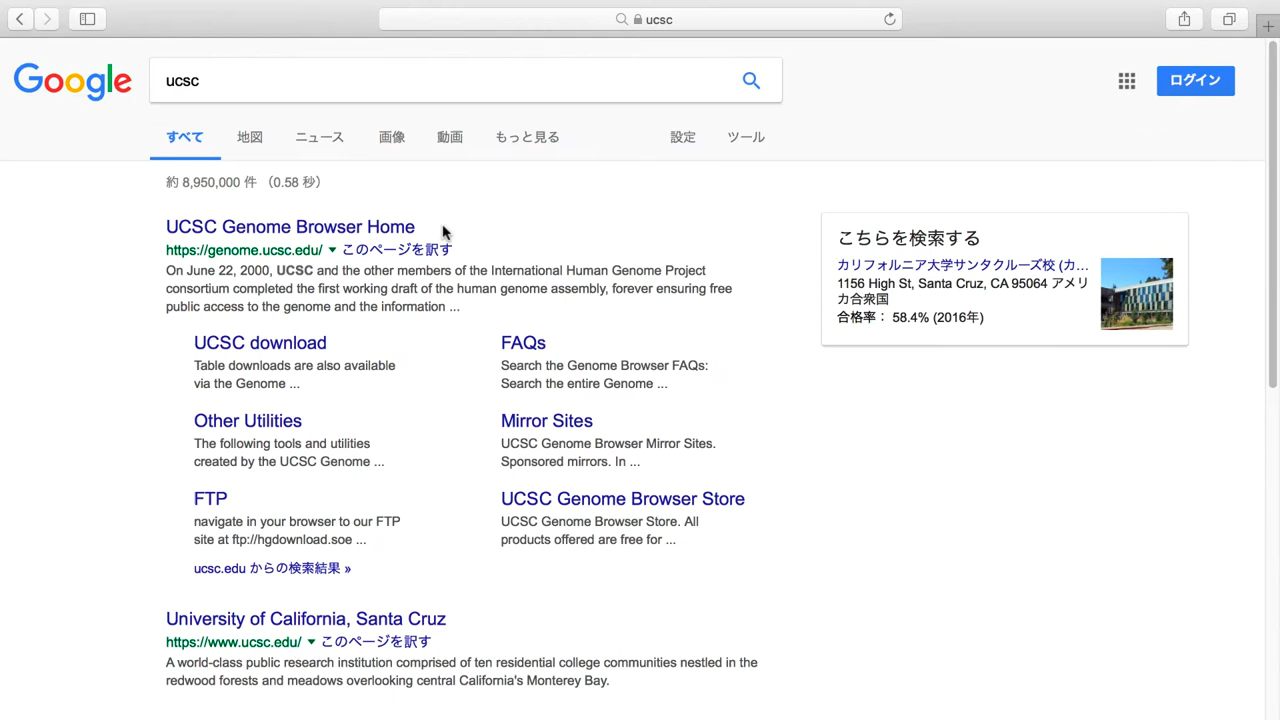 ucsc
Google
ucsc
ログイン
すべて 地図 ニュース 画像 動画 もっと見る 設定 ツール
約 8,950,000 件 （0.58 秒）
UCSC Genome Browser Home
https://genome.ucsc.edu/ ▼ このページを訳す
On June 22, 2000, UCSC and the other members of the International Human Genome Project
consortium completed the first working draft of the human genome assembly, forever ensuring free
public access to the genome and the information ...
UCSC download
Table downloads are also available
via the Genome ...
FAQs
Search the Genome Browser FAQs:
Search the entire Genome ...
Other Utilities
The following tools and utilities
created by the UCSC Genome ...
Mirror Sites
UCSC Genome Browser Mirror Sites.
Sponsored mirrors. In ...
FTP
navigate in your browser to our FTP
site at ftp://hgdownload.soe ...
UCSC Genome Browser Store
UCSC Genome Browser Store. All
products offered are free for ...
ucsc.edu からの検索結果 »
University of California, Santa Cruz
https://www.ucsc.edu/ ▼ このページを訳す
A world-class public research institution comprised of ten residential college communities nestled in the
redwood forests and meadows overlooking central California's Monterey Bay.
こちらを検索する
カリフォルニア大学サンタクルーズ校 (カ...
1156 High St, Santa Cruz, CA 95064 アメリ
カ合衆国
合格率： 58.4% (2016年)